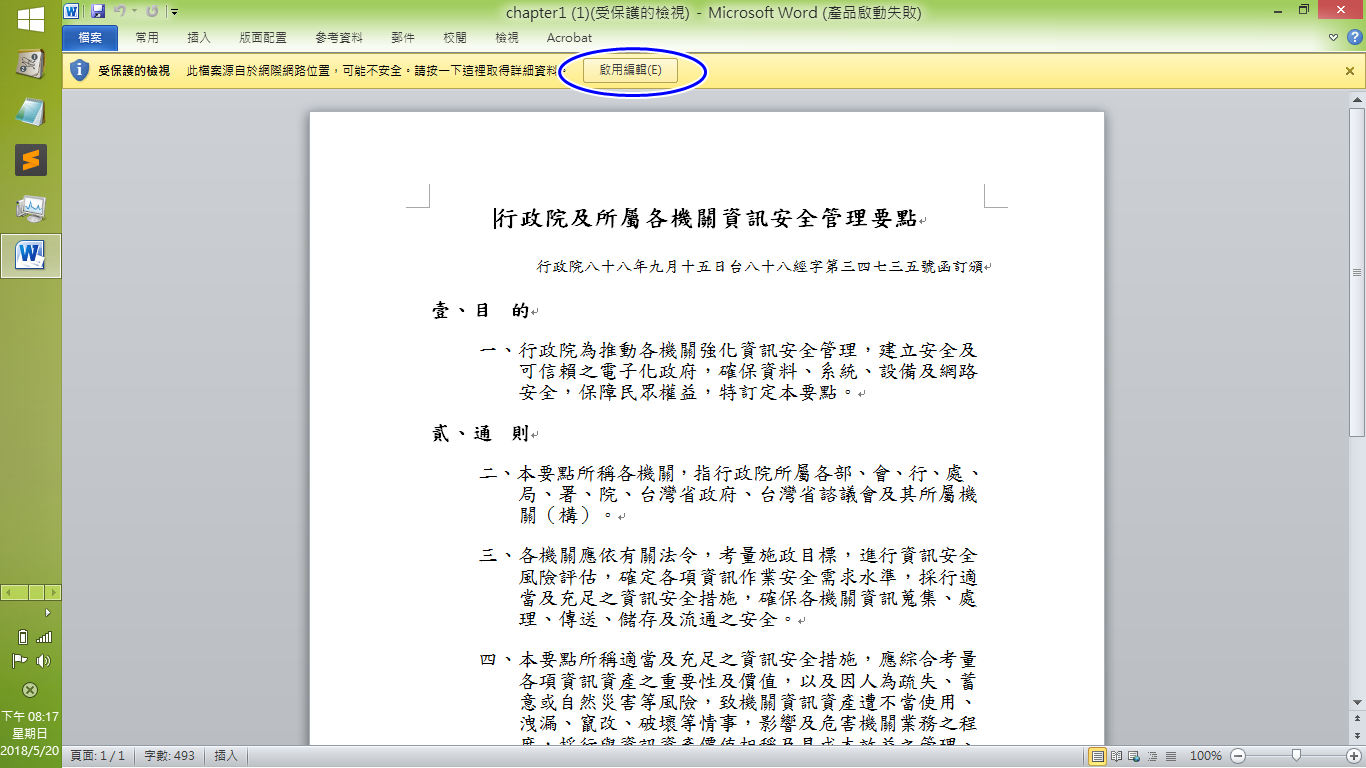 chapter1 (1)(受保護的檢視) - Microsoft Word (產品啟動失敗)
檔案 常用 插入 版面配置 參考資料 郵件 校閱 檢視 Acrobat
受保護的檢視 此檔案源自於網際網路位置，可能不安全。請按一下這裡取得詳細資料。 啟用編輯(E)
行政院及所屬各機關資訊安全管理要點
行政院八十八年九月十五日台八十八經字第三四七三五號函訂頒
壹、目 的
一、行政院為推動各機關強化資訊安全管理，建立安全及
可信賴之電子化政府，確保資料、系統、設備及網路
安全，保障民眾權益，特訂定本要點。
貳、通 則
二、本要點所稱各機關，指行政院所屬各部、會、行、處、
局、署、院、台灣省政府、台灣省諮議會及其所屬機
關（構）。
三、各機關應依有關法令，考量施政目標，進行資訊安全
風險評估，確定各項資訊作業安全需求水準，採行適
當及充足之資訊安全措施，確保各機關資訊蒐集、處
理、傳送、儲存及流通之安全。
四、本要點所稱適當及充足之資訊安全措施，應綜合考量
各項資訊資產之重要性及價值，以及因人為疏失、蓄
意或自然災害等風險，致機關資訊資產遭不當使用、
洩漏、竄改、破壞等情事，影響及危害機關業務之程
度，採行與資訊資產價值相稱及具成本效益之管理、
下午 08:17
星期日
2018/5/20
頁面: 1 / 1 字數: 493 插入 100%